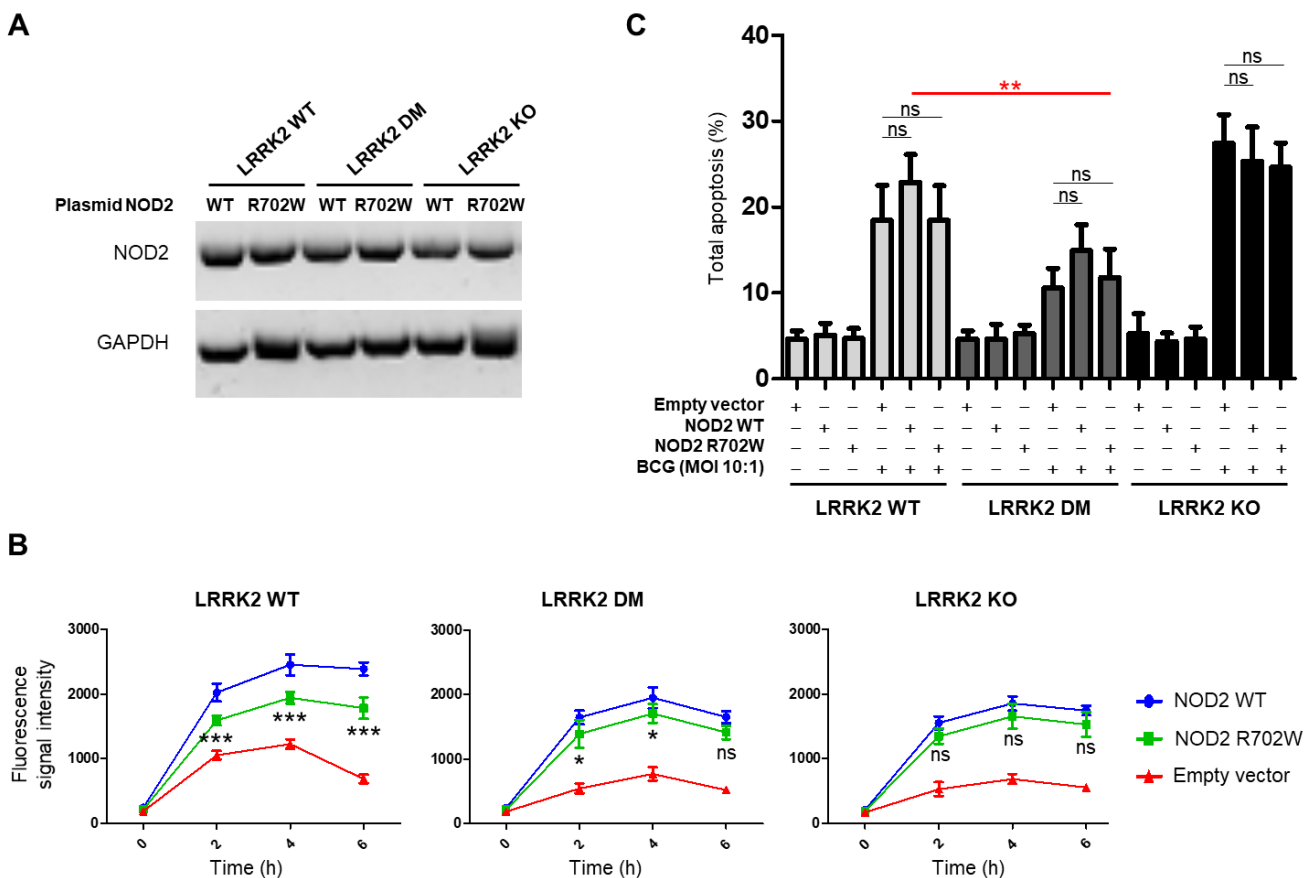 A
LRRK2 WT
LRRK2 DM
LRRK2 KO
Plasmid NOD2
WT R702W WT R702W WT R702W
NOD2
GAPDH
C
Total apoptosis (%)
40
30
20
10
0
**
ns
ns
ns
ns
ns
ns
Empty vector + – – + – – + – – + – – + – – + – –
NOD2 WT – + – – + – – + – – + – – + – – + –
NOD2 R702W – – + – – + – – + – – + – – + – – +
BCG (MOI 10:1) – – – + + + – – – + + + – – – + + +
LRRK2 WT LRRK2 DM LRRK2 KO
B
Fluorescence
signal intensity
LRRK2 WT
3000
2000
1000
0
***
***
***
0 2 4 6
Time (h)
LRRK2 DM
3000
2000
1000
0
*
*
ns
0 2 4 6
Time (h)
LRRK2 KO
3000
2000
1000
0
ns
ns
ns
0 2 4 6
Time (h)
NOD2 WT
NOD2 R702W
Empty vector